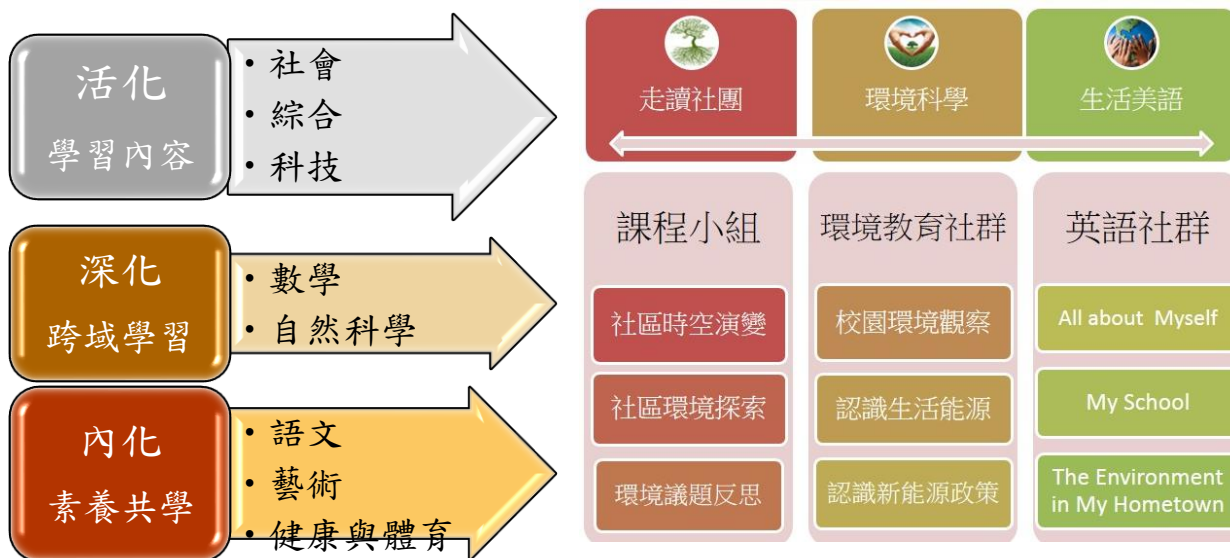 活化
學習內容
• 社會
• 綜合
• 科技
深化
跨域學習
• 數學
• 自然科學
內化
素養共學
• 語文
• 藝術
• 健康與體育
走讀社團
環境科學
生活美語
課程小組
社區時空演變
社區環境探索
環境議題反思
環境教育社群
校園環境觀察
認識生活能源
認識新能源政策
英語社群
All about Myself
My School
The Environment
in My Hometown